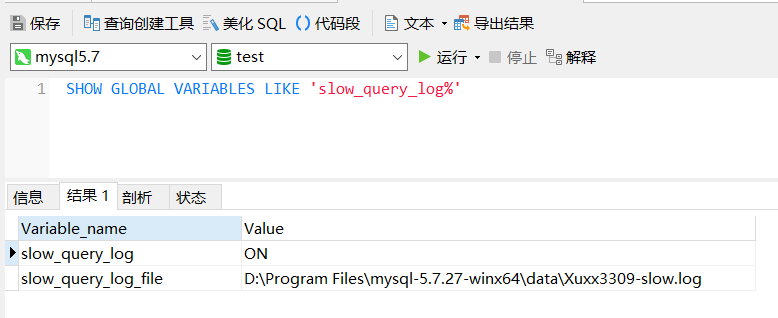 保存 查询创建工具 美化 SQL 代码段 文本 导出结果
mysql5.7 test 运行 停止 解释
1 SHOW GLOBAL VARIABLES LIKE 'slow_query_log%'
信息 结果 1 剖析 状态
Variable_name Value
slow_query_log ON
slow_query_log_file D:\Program Files\mysql-5.7.27-winx64\data\Xuxx3309-slow.log